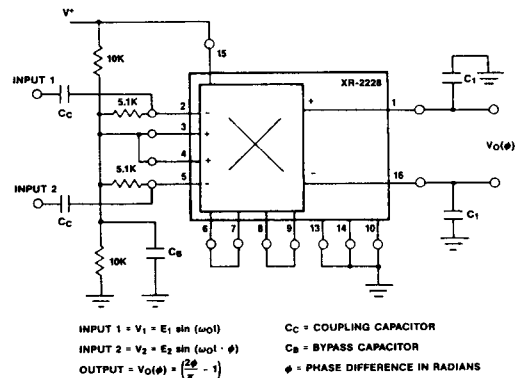 V+
10K
15
XR-2228
INPUT 1
CC
5.1K
2
-
3
+
4
+
5.1K
5
-
INPUT 2
CC
+
1
C1
VO(ϕ)
-
16
C1
6
7
8
9
13
14
10
10K
CB
INPUT 1 = V1 = E1 sin (ωOt)
INPUT 2 = V2 = E2 sin (ωOt · ϕ)
OUTPUT = VO(ϕ) = (2ϕ/π - 1)
CC = COUPLING CAPACITOR
CB = BYPASS CAPACITOR
ϕ = PHASE DIFFERENCE IN RADIANS